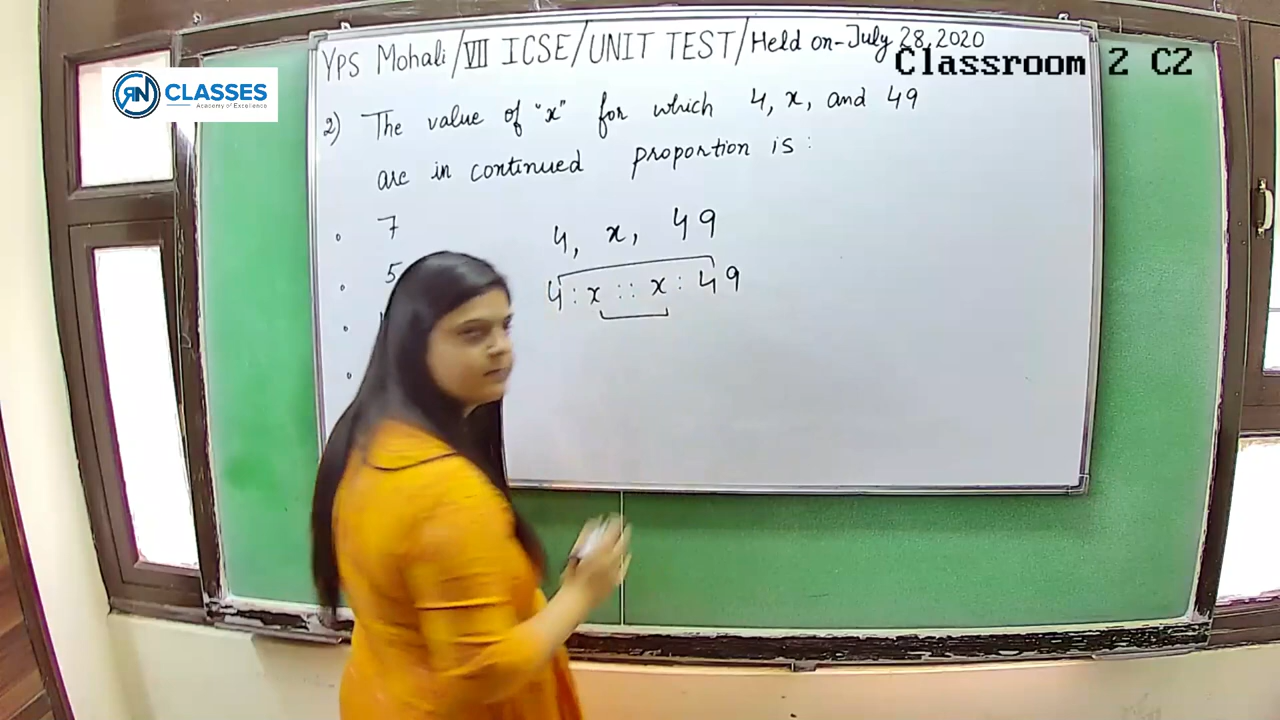 YPS Mohali/VII ICSE/UNIT TEST/Held on-July 28, 2020
Classroom 2 C2
RN CLASSES
Academy of Excellence
2) The value of "x" for which 4, x, and 49
are in continued proportion is :
7
5
4, x, 49
4 : x :: x : 49